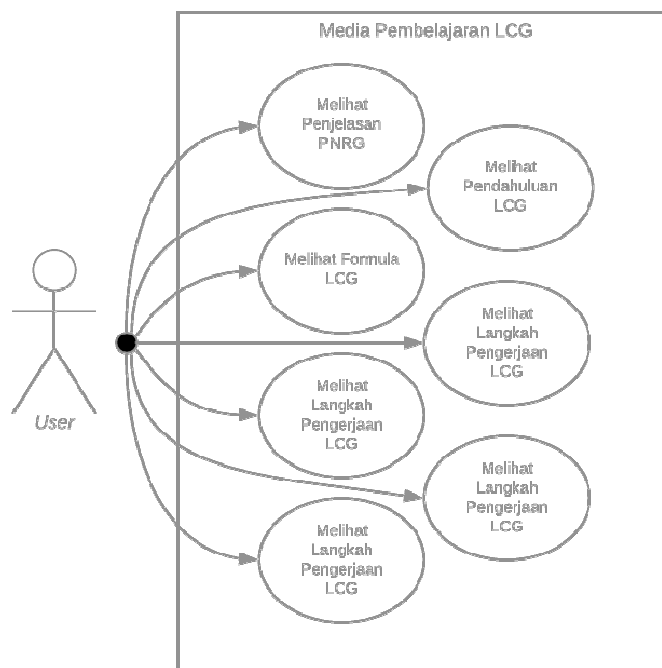 Media Pembelajaran LCG
Melihat
Penjelasan
PNRG
Melihat
Pendahuluan
LCG
Melihat Formula
LCG
Melihat
Langkah
Pengerjaan
LCG
Melihat
Langkah
Pengerjaan
LCG
User
Melihat
Langkah
Pengerjaan
LCG
Melihat
Langkah
Pengerjaan
LCG